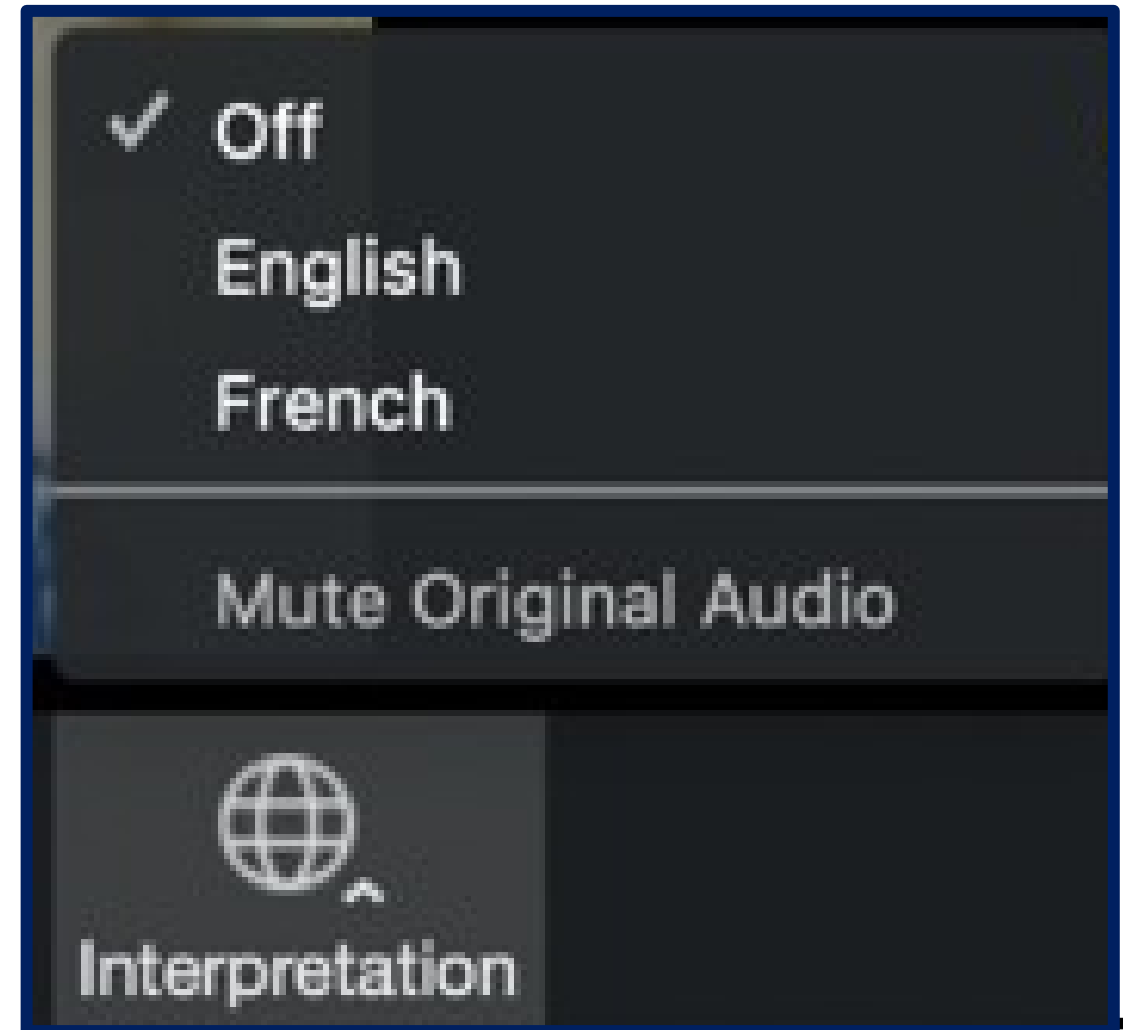 ✓ Off
English
French
Mute Original Audio
Interpretation